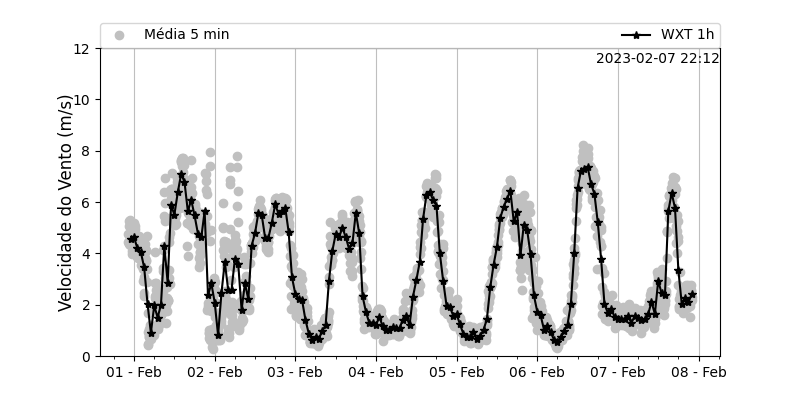 Média 5 min
WXT 1h
2023-02-07 22:12
Velocidade do Vento (m/s)
12
10
8
6
4
2
0
01 - Feb
02 - Feb
03 - Feb
04 - Feb
05 - Feb
06 - Feb
07 - Feb
08 - Feb